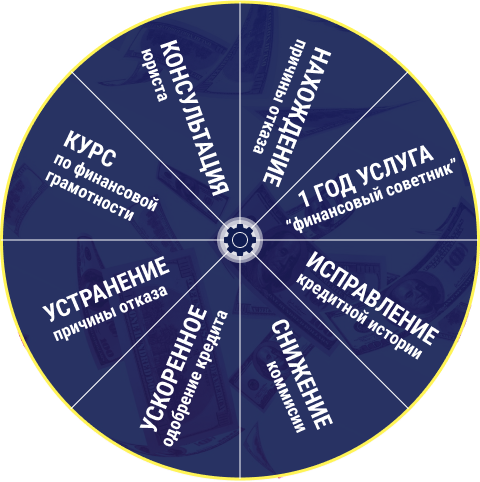 НАХОЖДЕНИЕ
причины отказа
1 ГОД УСЛУГА
“финансовый советник”
ИСПРАВЛЕНИЕ
кредитной истории
СНИЖЕНИЕ
коммисии
УСКОРЕННОЕ
одобрение кредита
УСТРАНЕНИЕ
причины отказа
КУРС
по финансовой
грамотности
КОНСУЛЬТАЦИЯ
юриста